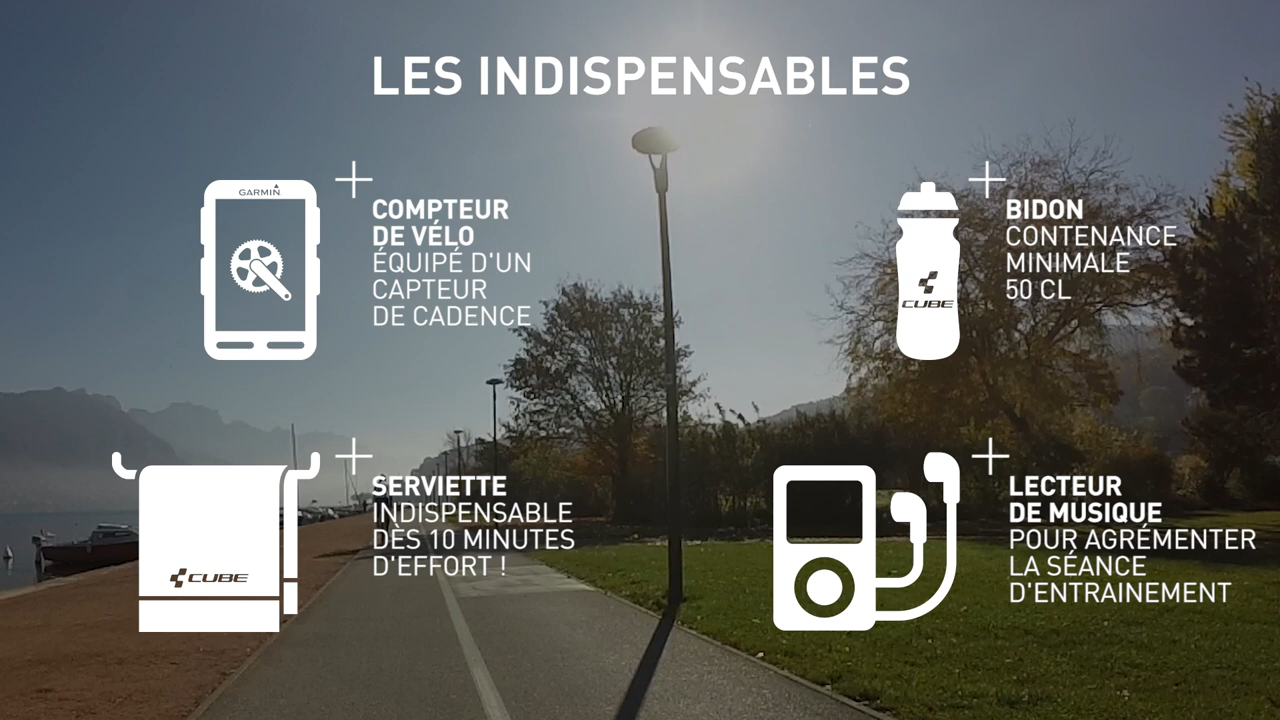 LES INDISPENSABLES
GARMIN
COMPTEUR
DE VÉLO
ÉQUIPÉ D'UN
CAPTEUR
DE CADENCE
CUBE
BIDON
CONTENANCE
MINIMALE
50 CL
CUBE
SERVIETTE
INDISPENSABLE
DÈS 10 MINUTES
D'EFFORT !
LECTEUR
DE MUSIQUE
POUR AGRÉMENTER
LA SÉANCE
D'ENTRAINEMENT